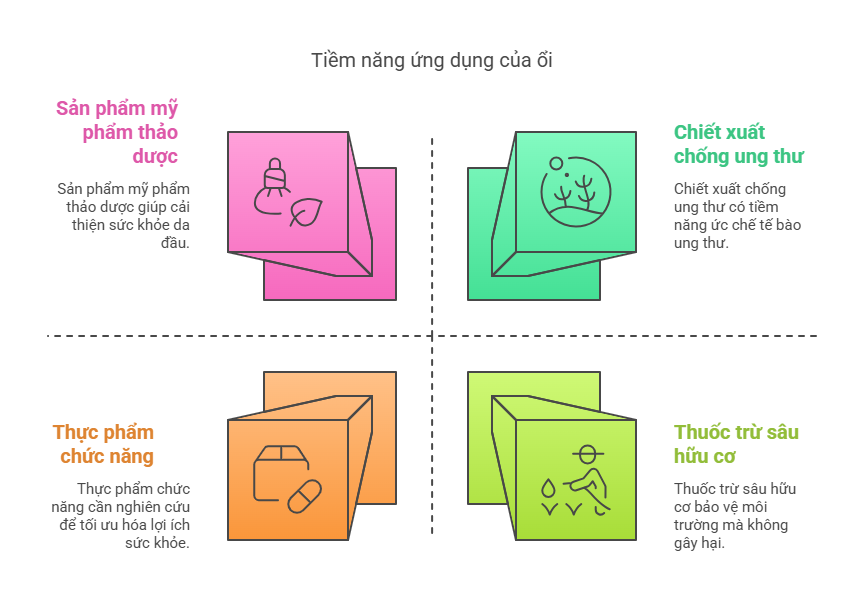 Tiềm năng ứng dụng của ổi
Sản phẩm mỹ
phẩm thảo
dược
Sản phẩm mỹ phẩm
thảo dược giúp cải
thiện sức khỏe da
đầu.
Chiết xuất
chống ung thư
Chiết xuất chống
ung thư có tiềm
năng ức chế tế bào
ung thư.
Thực phẩm
chức năng
Thực phẩm chức
năng cần nghiên cứu
để tối ưu hóa lợi ích
sức khỏe.
Thuốc trừ sâu
hữu cơ
Thuốc trừ sâu hữu
cơ bảo vệ môi
trường mà không
gây hại.